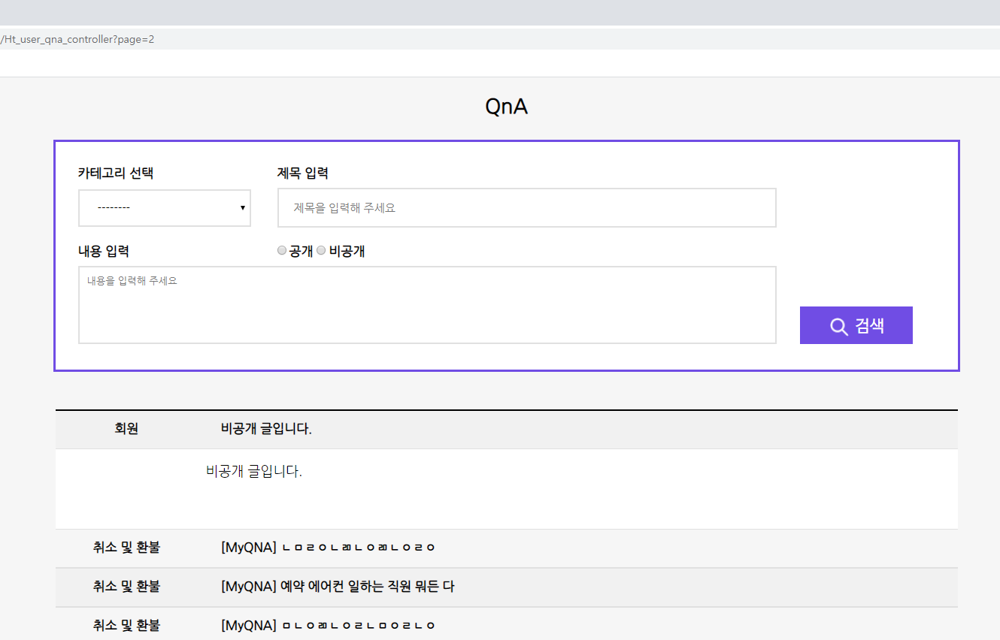 /Ht_user_qna_controller?page=2
QnA
카테고리 선택 제목 입력
-------- 제목을 입력해 주세요
내용 입력 공개 비공개
내용을 입력해 주세요
검색
회원 비공개 글입니다.
비공개 글입니다.
취소 및 환불 [MyQNA] ㄴㅁㄹㅇㄴㄻㄴㅇㄻㄴㅇㄹㅇ
취소 및 환불 [MyQNA] 예약 에어컨 일하는 직원 뭐든 다
취소 및 환불 [MyQNA] ㅁㄴㅇㄻㄴㅇㄹㄴㅁㅇㄹㄴㅇ